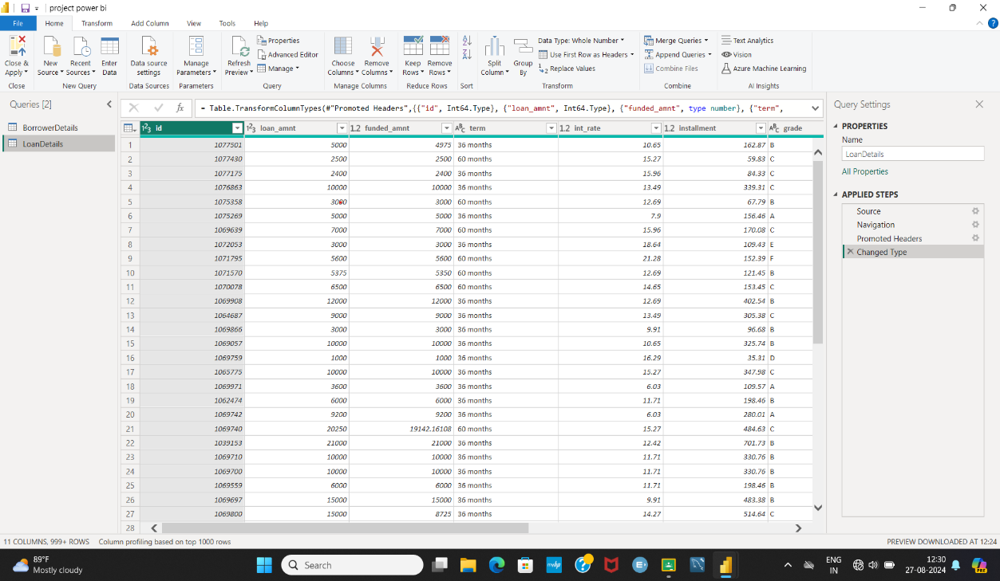 project power bi
File Home Transform Add Column View Tools Help
Close & Apply
New Source
Recent Sources
Enter Data
Data source settings
Manage Parameters
Refresh Preview
Properties
Advanced Editor
Manage
Choose Columns
Remove Columns
Keep Rows
Remove Rows
Split Column
Group By
Data Type: Whole Number
Use First Row as Headers
Replace Values
Merge Queries
Append Queries
Combine Files
Text Analytics
Vision
Azure Machine Learning
Close New Query Data Sources Parameters Query Manage Columns Reduce Rows Sort Transform Combine AI Insights
Queries [2]
BorrowerDetails
LoanDetails
fx = Table.TransformColumnTypes(#"Promoted Headers",{{"id", Int64.Type}, {"loan_amnt", Int64.Type}, {"funded_amnt", type number}, {"term",
1²3 id 1²3 loan_amnt 1.2 funded_amnt ABC term 1.2 int_rate 1.2 installment ABC grade
1 1077501 5000 4975 36 months 10.65 162.87 B
2 1077430 2500 2500 60 months 15.27 59.83 C
3 1077175 2400 2400 36 months 15.96 84.33 C
4 1076863 10000 10000 36 months 13.49 339.31 C
5 1075358 3000 3000 60 months 12.69 67.79 B
6 1075269 5000 5000 36 months 7.9 156.46 A
7 1069639 7000 7000 60 months 15.96 170.08 C
8 1072053 3000 3000 36 months 18.64 109.43 E
9 1071795 5600 5600 60 months 21.28 152.39 F
10 1071570 5375 5350 60 months 12.69 121.45 B
11 1070078 6500 6500 60 months 14.65 153.45 C
12 1069908 12000 12000 36 months 12.69 402.54 B
13 1064687 9000 9000 36 months 13.49 305.38 C
14 1069866 3000 3000 36 months 9.91 96.68 B
15 1069057 10000 10000 36 months 10.65 325.74 B
16 1069759 1000 1000 36 months 16.29 35.31 D
17 1065775 10000 10000 36 months 15.27 347.98 C
18 1069971 3600 3600 36 months 6.03 109.57 A
19 1062474 6000 6000 36 months 11.71 198.46 B
20 1069742 9200 9200 36 months 6.03 280.01 A
21 1069740 20250 19142.16108 60 months 15.27 484.63 C
22 1039153 21000 21000 36 months 12.42 701.73 B
23 1069710 10000 10000 36 months 11.71 330.76 B
24 1069700 10000 10000 36 months 11.71 330.76 B
25 1069559 6000 6000 36 months 11.71 198.46 B
26 1069697 15000 15000 36 months 9.91 483.38 B
27 1069800 15000 8725 36 months 14.27 514.64 C
28
Query Settings
PROPERTIES
Name
LoanDetails
All Properties
APPLIED STEPS
Source
Navigation
Promoted Headers
Changed Type
11 COLUMNS, 999+ ROWS Column profiling based on top 1000 rows PREVIEW DOWNLOADED AT 12:24
89°F
Mostly cloudy
Search
ENG
IN
12:30
27-08-2024